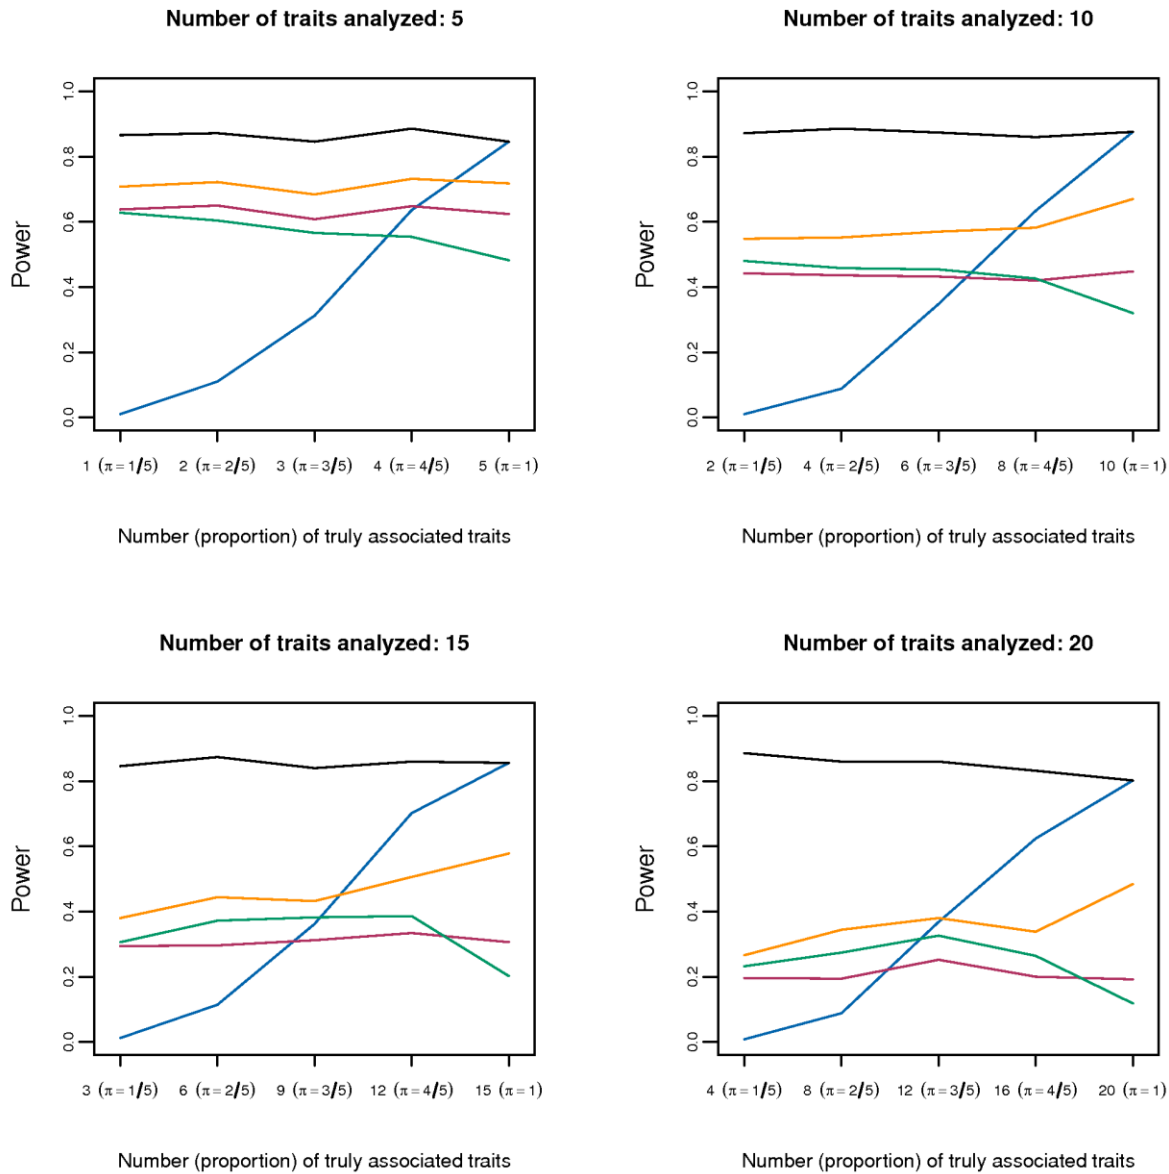 Number of traits analyzed: 5
Number of traits analyzed: 10
Power
1.0
0.8
0.6
0.4
0.2
0.0
1 (π=1/5) 2 (π=2/5) 3 (π=3/5) 4 (π=4/5) 5 (π=1)
Number (proportion) of truly associated traits
Power
1.0
0.8
0.6
0.4
0.2
0.0
2 (π=1/5) 4 (π=2/5) 6 (π=3/5) 8 (π=4/5) 10 (π=1)
Number (proportion) of truly associated traits
Number of traits analyzed: 15
Number of traits analyzed: 20
Power
1.0
0.8
0.6
0.4
0.2
0.0
3 (π=1/5) 6 (π=2/5) 9 (π=3/5) 12 (π=4/5) 15 (π=1)
Number (proportion) of truly associated traits
Power
1.0
0.8
0.6
0.4
0.2
0.0
4 (π=1/5) 8 (π=2/5) 12 (π=3/5) 16 (π=4/5) 20 (π=1)
Number (proportion) of truly associated traits